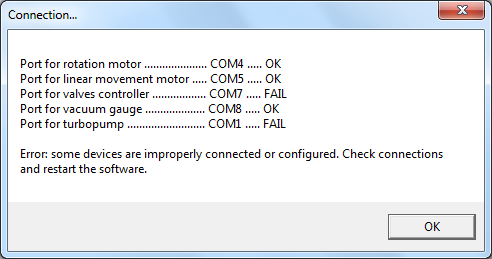 Connection...
Port for rotation motor ..................... COM4 ..... OK
Port for linear movement motor ..... COM5 ..... OK
Port for valves controller .................. COM7 ..... FAIL
Port for vacuum gauge .................... COM8 ..... OK
Port for turbopump .......................... COM1 ..... FAIL
Error: some devices are improperly connected or configured. Check connections
and restart the software.
OK